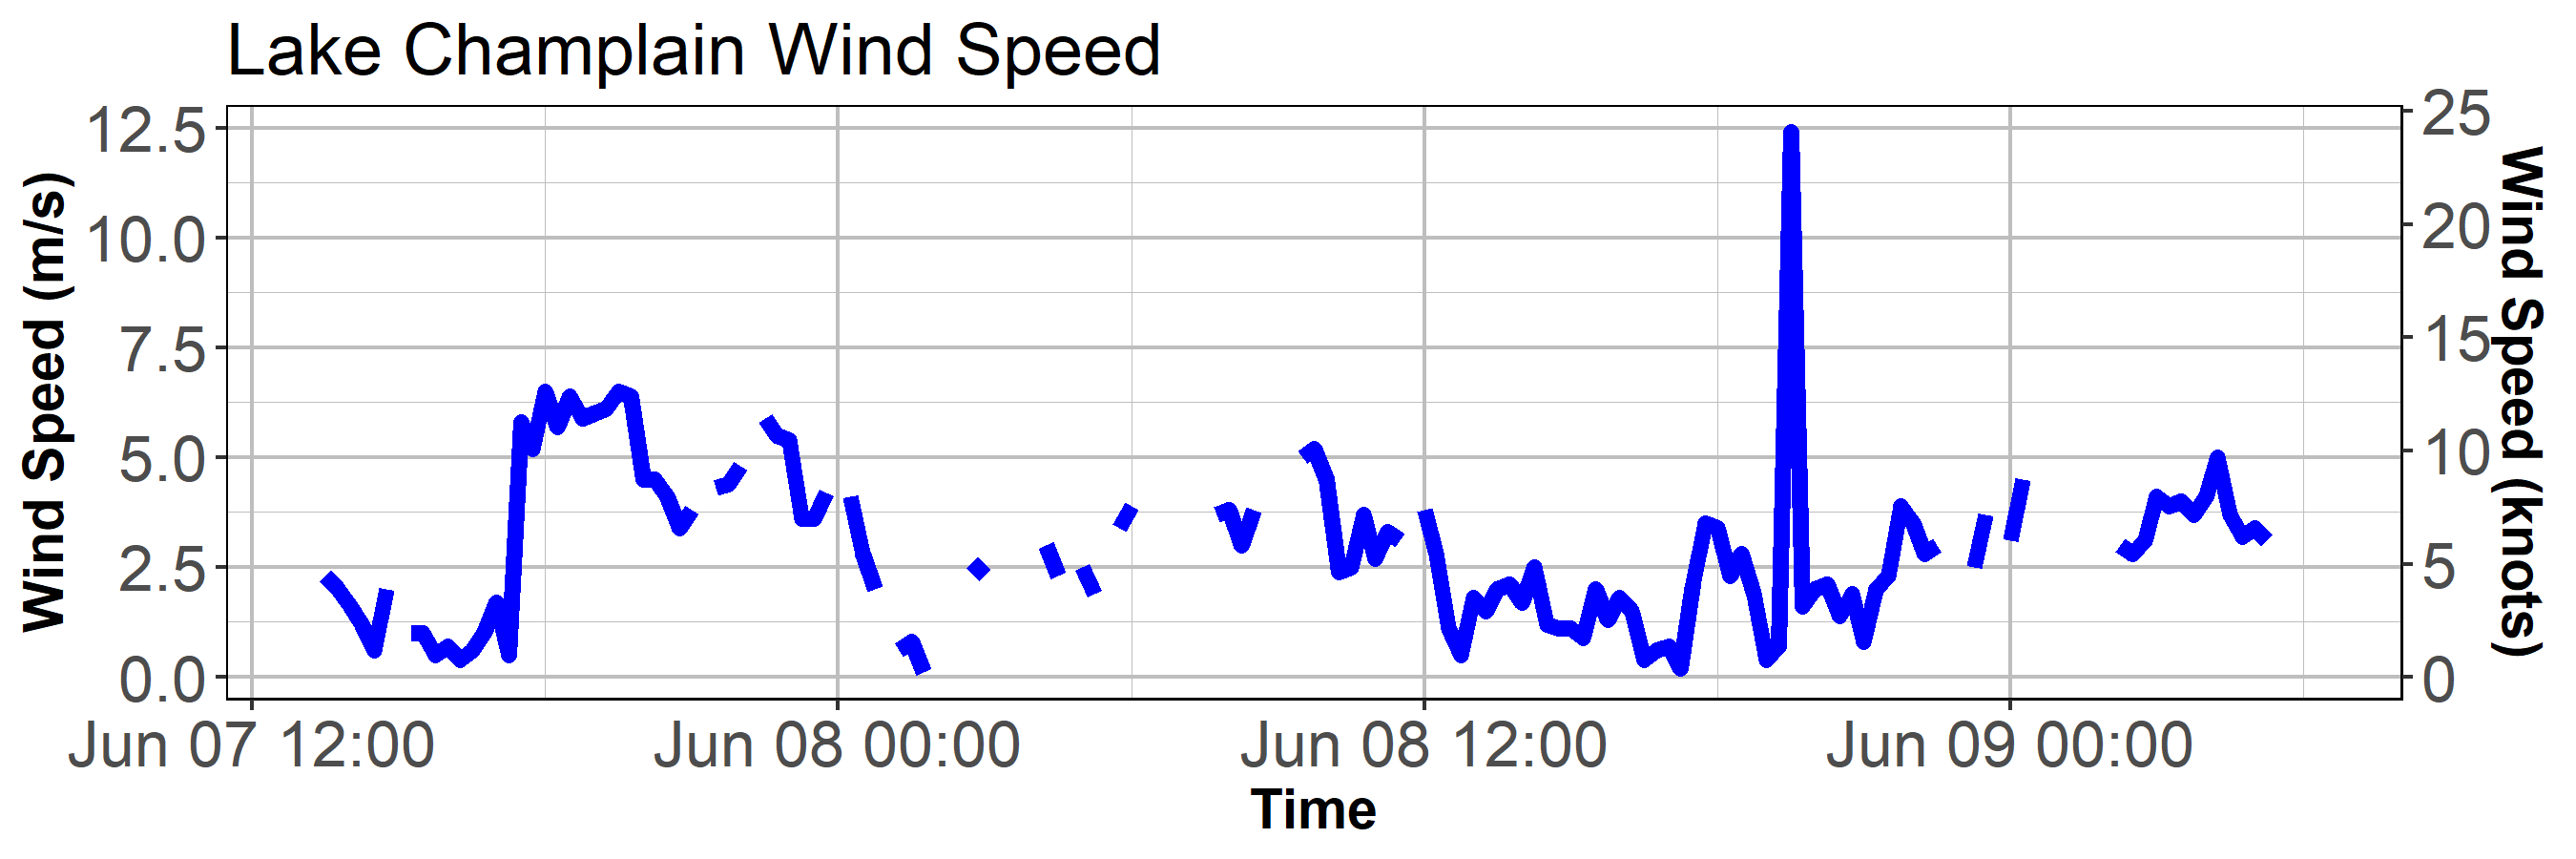 Lake Champlain Wind Speed
Wind Speed (m/s)
12.5
10.0
7.5
5.0
2.5
0.0
25
20
15
10
5
0
Wind Speed (knots)
Jun 07 12:00 Jun 08 00:00 Jun 08 12:00 Jun 09 00:00
Time